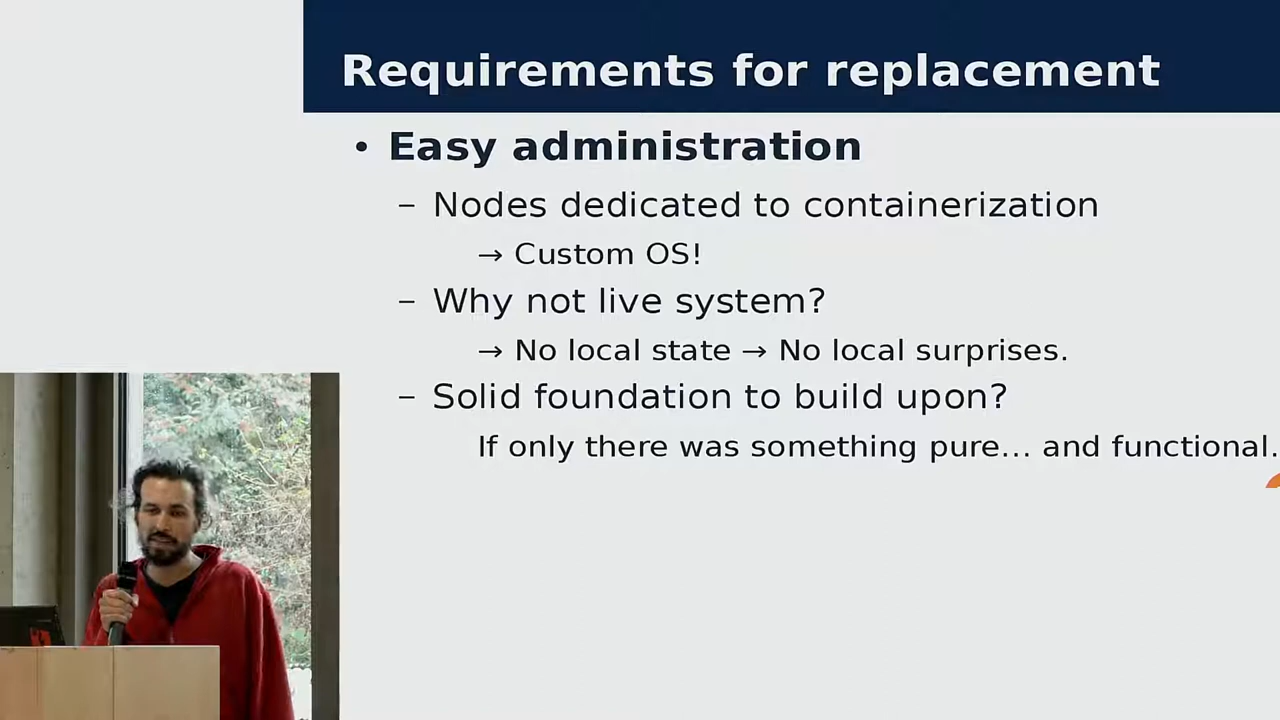 Requirements for replacement
• Easy administration
– Nodes dedicated to containerization
→ Custom OS!
– Why not live system?
→ No local state → No local surprises.
– Solid foundation to build upon?
If only there was something pure… and functional.